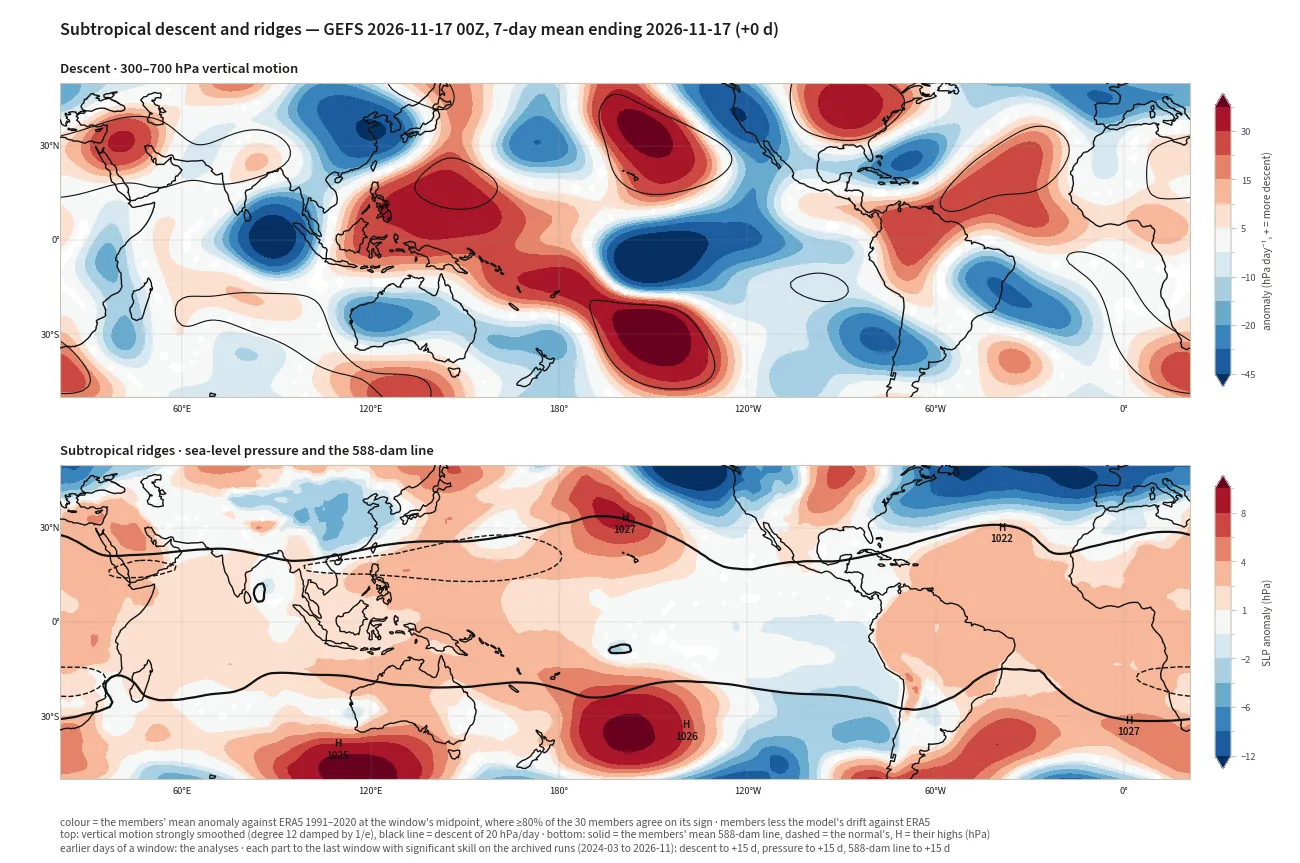 Subtropical descent and ridges — GEFS 2026-11-17 00Z, 7-day mean ending 2026-11-17 (+0 d)
Descent · 300–700 hPa vertical motion
30°N
0°
30°S
60°E
120°E
180°
120°W
60°W
0°
30
15
5
−10
−20
−45
anomaly (hPa day⁻¹, + = more descent)
Subtropical ridges · sea-level pressure and the 588-dam line
30°N
0°
30°S
H
1027
H
1022
H
1025
H
1026
H
1027
60°E
120°E
180°
120°W
60°W
0°
8
4
1
−2
−6
−12
SLP anomaly (hPa)
colour = the members' mean anomaly against ERA5 1991–2020 at the window's midpoint, where ≥80% of the 30 members agree on its sign · members less the model's drift against ERA5
top: vertical motion strongly smoothed (degree 12 damped by 1/e), black line = descent of 20 hPa/day · bottom: solid = the members' mean 588-dam line, dashed = the normal's, H = their highs (hPa)
earlier days of a window: the analyses · each part to the last window with significant skill on the archived runs (2024-03 to 2026-11): descent to +15 d, pressure to +15 d, 588-dam line to +15 d